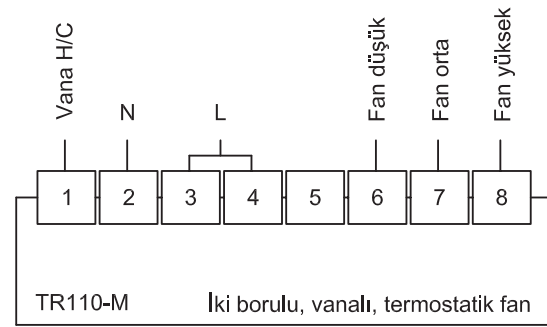 Vana H/C
N
L
Fan düşük
Fan orta
Fan yüksek
1 2 3 4 5 6 7 8
TR110-M
İki borulu, vanalı, termostatik fan